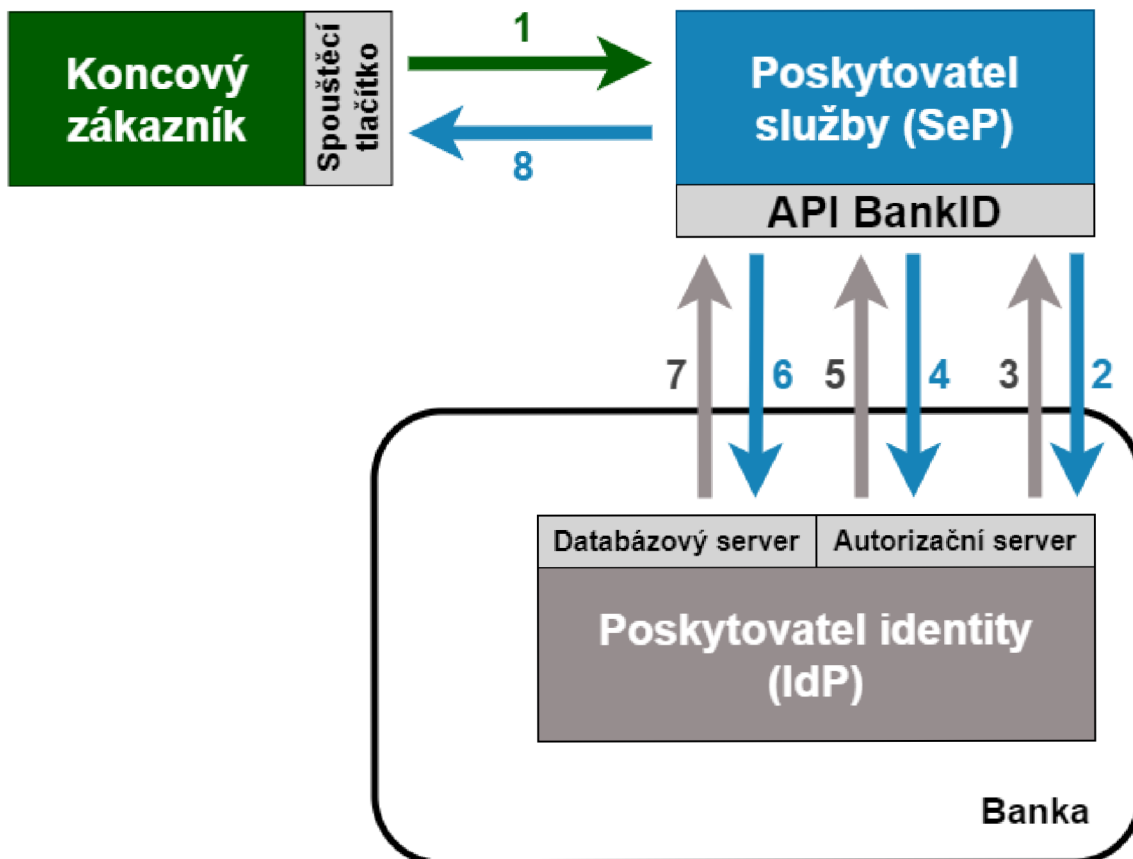 Koncový
zákazník
Spouštěcí
tlačítko
1
8
Poskytovatel
služby (SeP)
API BankID
7
6
5
4
3
2
Databázový server
Autorizační server
Poskytovatel identity
(IdP)
Banka